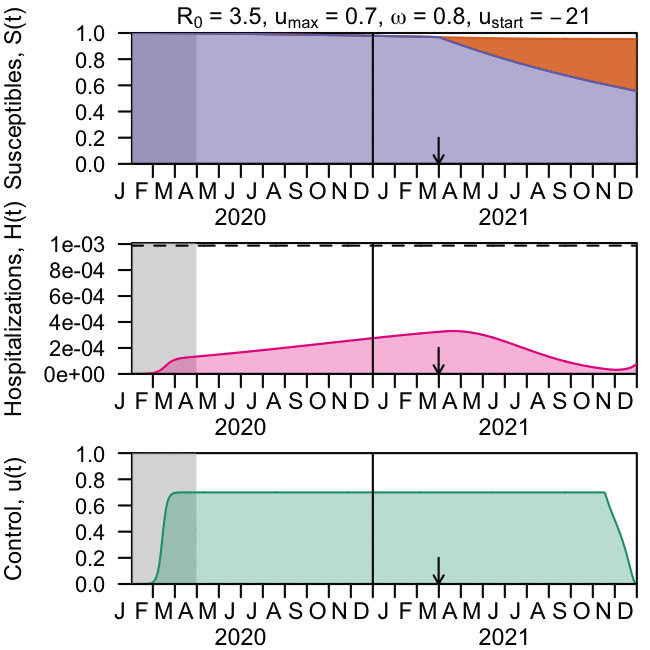 R₀ = 3.5, uₘₐₓ = 0.7, ω = 0.8, u_start = −21
Susceptibles, S(t)
1.0
0.8
0.6
0.4
0.2
0.0
J F M A M J J A S O N D J F M A M J J A S O N D
2020 2021
Hospitalizations, H(t)
1e-03
8e-04
6e-04
4e-04
2e-04
0e+00
J F M A M J J A S O N D J F M A M J J A S O N D
2020 2021
Control, u(t)
1.0
0.8
0.6
0.4
0.2
0.0
J F M A M J J A S O N D J F M A M J J A S O N D
2020 2021